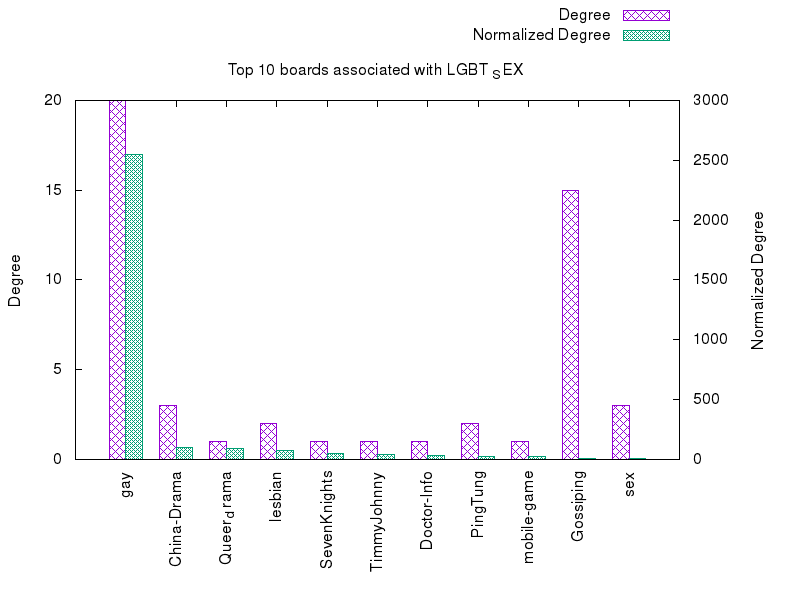 Degree
Normalized Degree
Top 10 boards associated with LGBT SEX
20
15
10
5
0
3000
2500
2000
1500
1000
500
0
Degree
Normalized Degree
gay
China-Drama
Queerdrama
lesbian
SevenKnights
TimmyJohnny
Doctor-Info
PingTung
mobile-game
Gossiping
sex